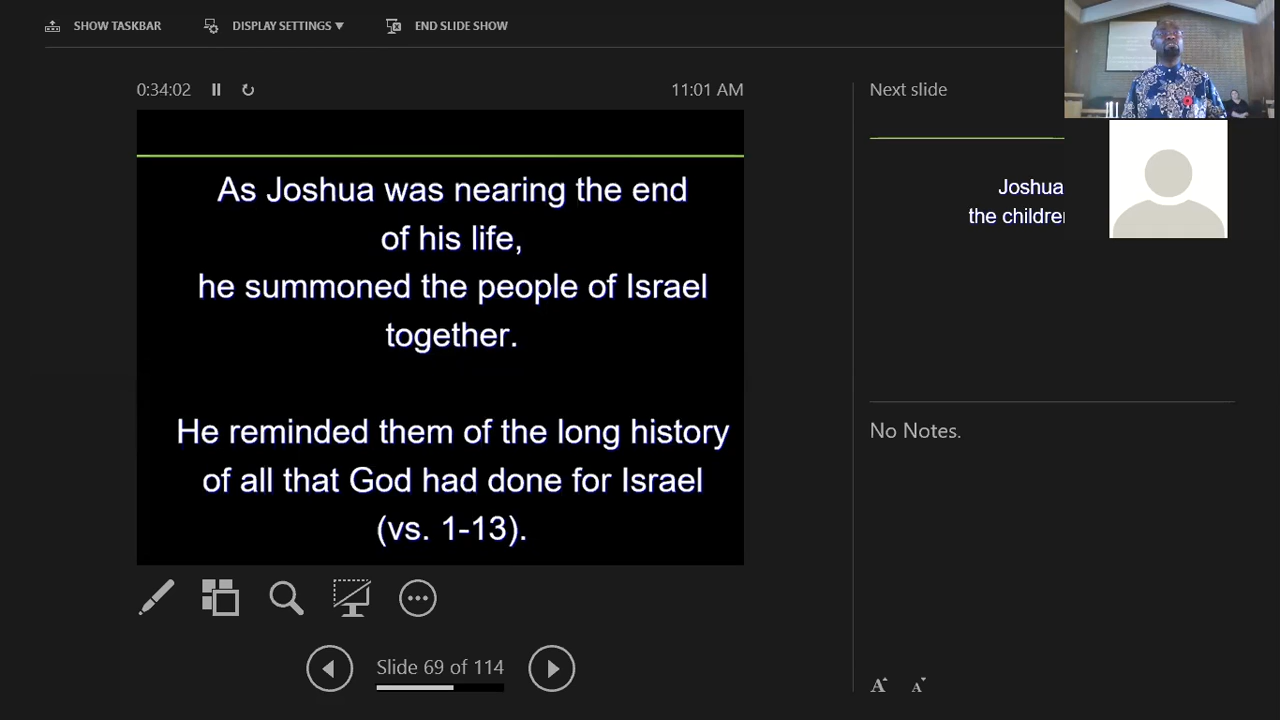 SHOW TASKBAR
DISPLAY SETTINGS
END SLIDE SHOW
0:34:02
11:01 AM
Next slide
As Joshua was nearing the end
of his life,
he summoned the people of Israel
together.
He reminded them of the long history
of all that God had done for Israel
(vs. 1-13).
Joshua
the
No Notes.
Slide 69 of 114
A A